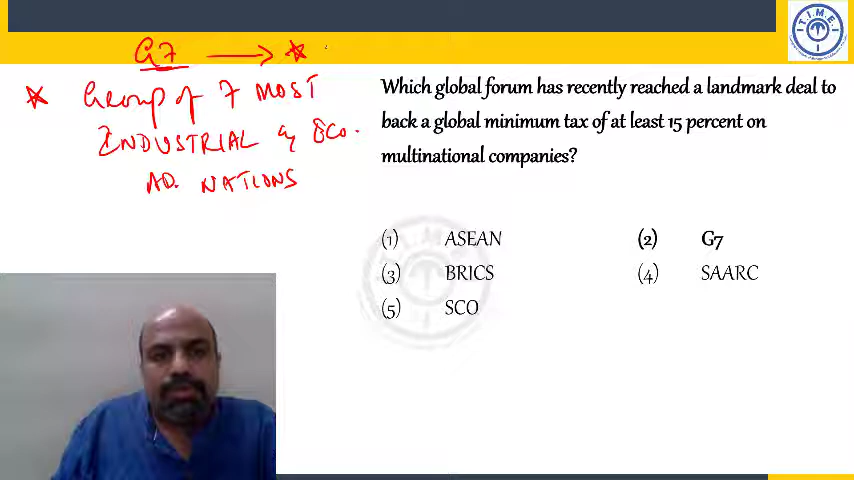 G7 → *
* Group of 7 MOST
INDUSTRIAL & Eco.
AD. NATIONS
T.I.M.E.
Which global forum has recently reached a landmark deal to
back a global minimum tax of at least 15 percent on
multinational companies?
(1) ASEAN (2) G7
(3) BRICS (4) SAARC
(5) SCO